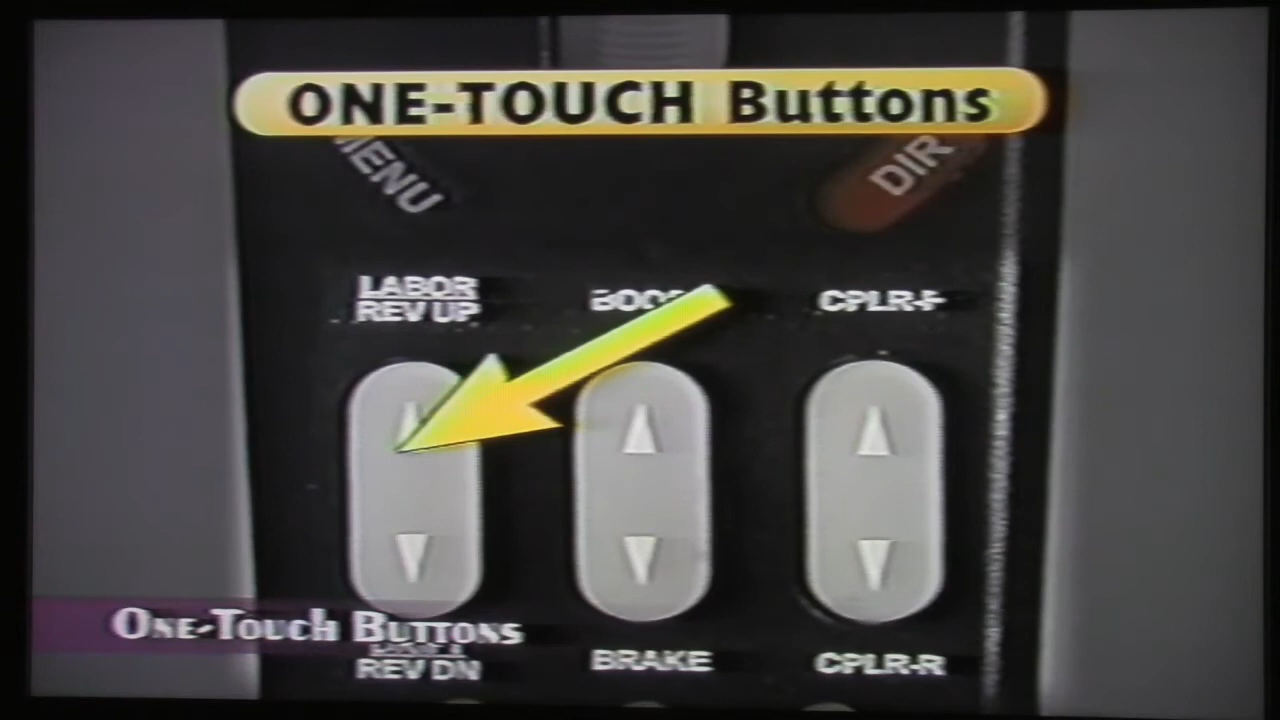 ONE-TOUCH Buttons
MENU
DIR
LABOR
REV UP
CPLR-F
ONE-TOUCH BUTTONS
REV DN
BRAKE
CPLR-R